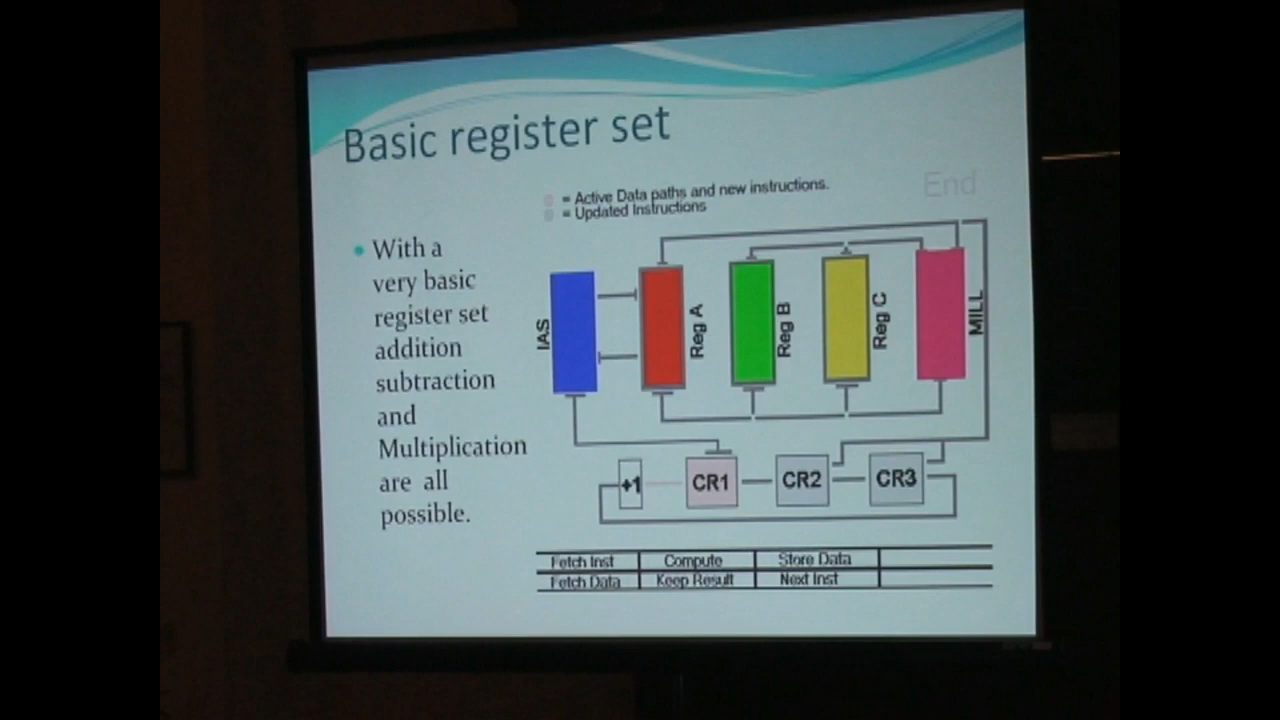 Basic register set
End
= Active Data paths and new instructions.
= Updated Instructions
• With a
very basic
register set
addition
subtraction
and
Multiplication
are all
possible.
IAS
Reg A
Reg B
Reg C
MILL
+1 CR1 CR2 CR3
Fetch Inst Compute Store Data
Fetch Data Keep Result Next Inst